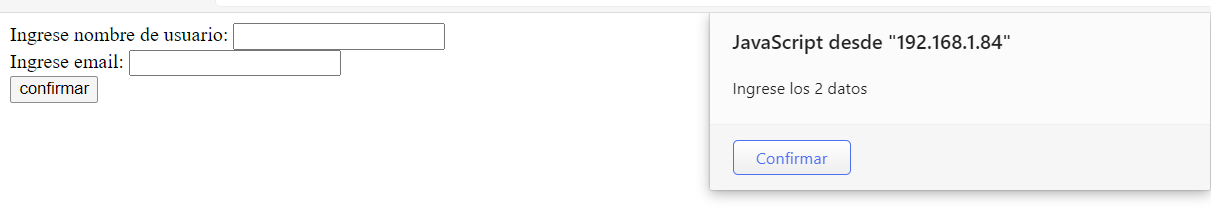 Ingrese nombre de usuario:
Ingrese email:
confirmar
JavaScript desde "192.168.1.84"
Ingrese los 2 datos
Confirmar